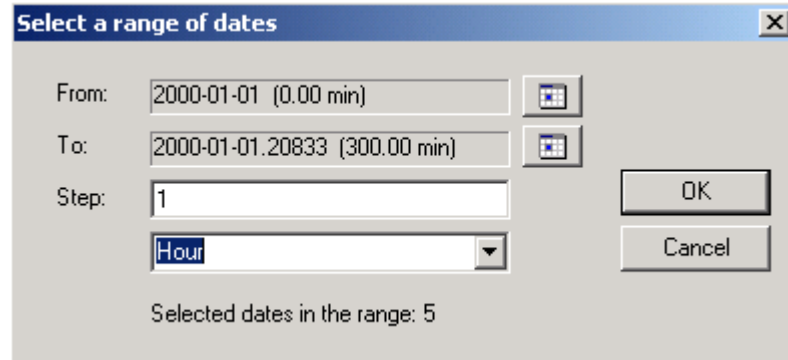 Select a range of dates
From: 2000-01-01 (0.00 min)
To: 2000-01-01.20833 (300.00 min)
Step: 1
OK
Hour
Cancel
Selected dates in the range: 5